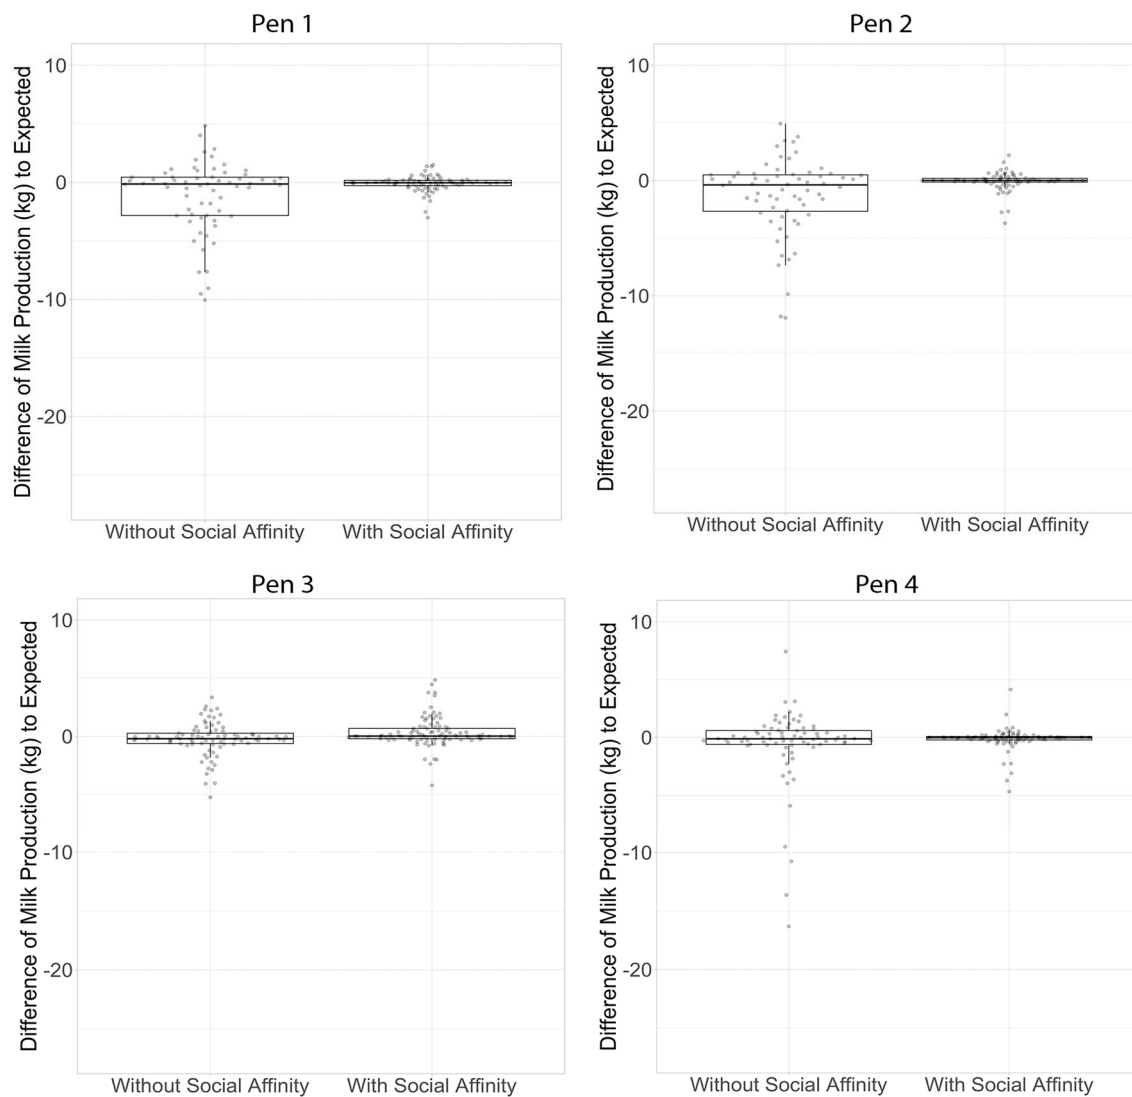 Pen 1
Difference of Milk Production (kg) to Expected
10
0
-10
-20
Without Social Affinity
With Social Affinity
Pen 2
Difference of Milk Production (kg) to Expected
10
0
-10
-20
Without Social Affinity
With Social Affinity
Pen 3
Difference of Milk Production (kg) to Expected
10
0
-10
-20
Without Social Affinity
With Social Affinity
Pen 4
Difference of Milk Production (kg) to Expected
10
0
-10
-20
Without Social Affinity
With Social Affinity